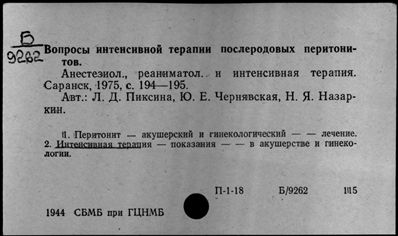 Б
9262
Вопросы интенсивной терапии послеродовых перитони-
тов.
Анестезиол., реаниматол. и интенсивная терапия.
Саранск, 1975, с. 194—195.
Авт.: Л. Д. Пиксина, Ю. Е. Чернявская, Н. Я. Назар-
кин.
1. Перитонит — акушерский и гинекологический — — лечение.
2. Интенсивная терапия — показания — — в акушерстве и гинеко-
логии.
П-1-18 Б/9262 1115
1944 СБМБ при ГЦНМБ